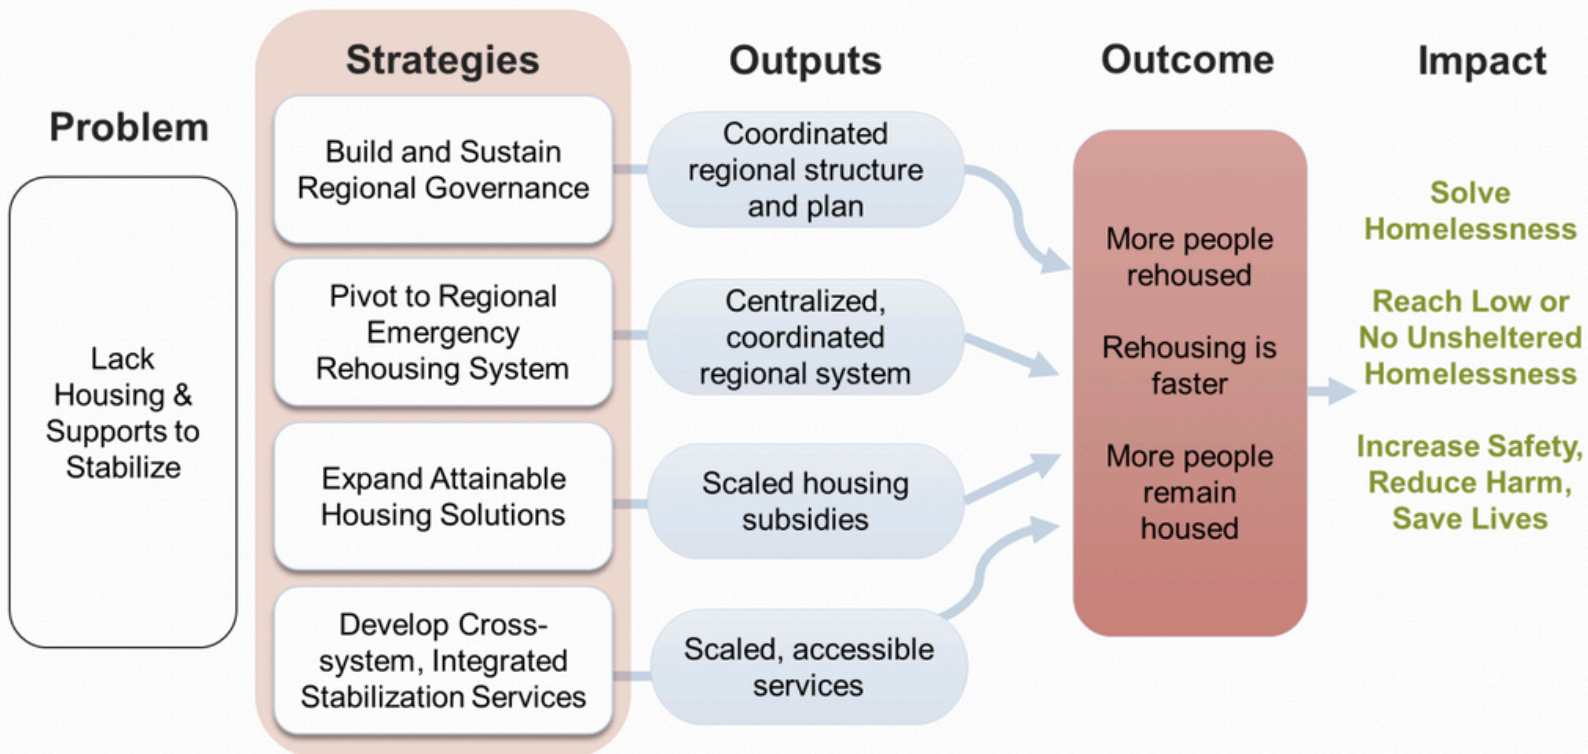 Problem
Lack
Housing &
Supports to
Stabilize
Strategies
Build and Sustain
Regional Governance
Pivot to Regional
Emergency
Rehousing System
Expand Attainable
Housing Solutions
Develop Cross-
system, Integrated
Stabilization Services
Outputs
Coordinated
regional structure
and plan
Centralized,
coordinated
regional system
Scaled housing
subsidies
Scaled, accessible
services
Outcome
More people
rehoused
Rehousing is
faster
More people
remain
housed
Impact
Solve
Homelessness
Reach Low or
No Unsheltered
Homelessness
Increase Safety,
Reduce Harm,
Save Lives